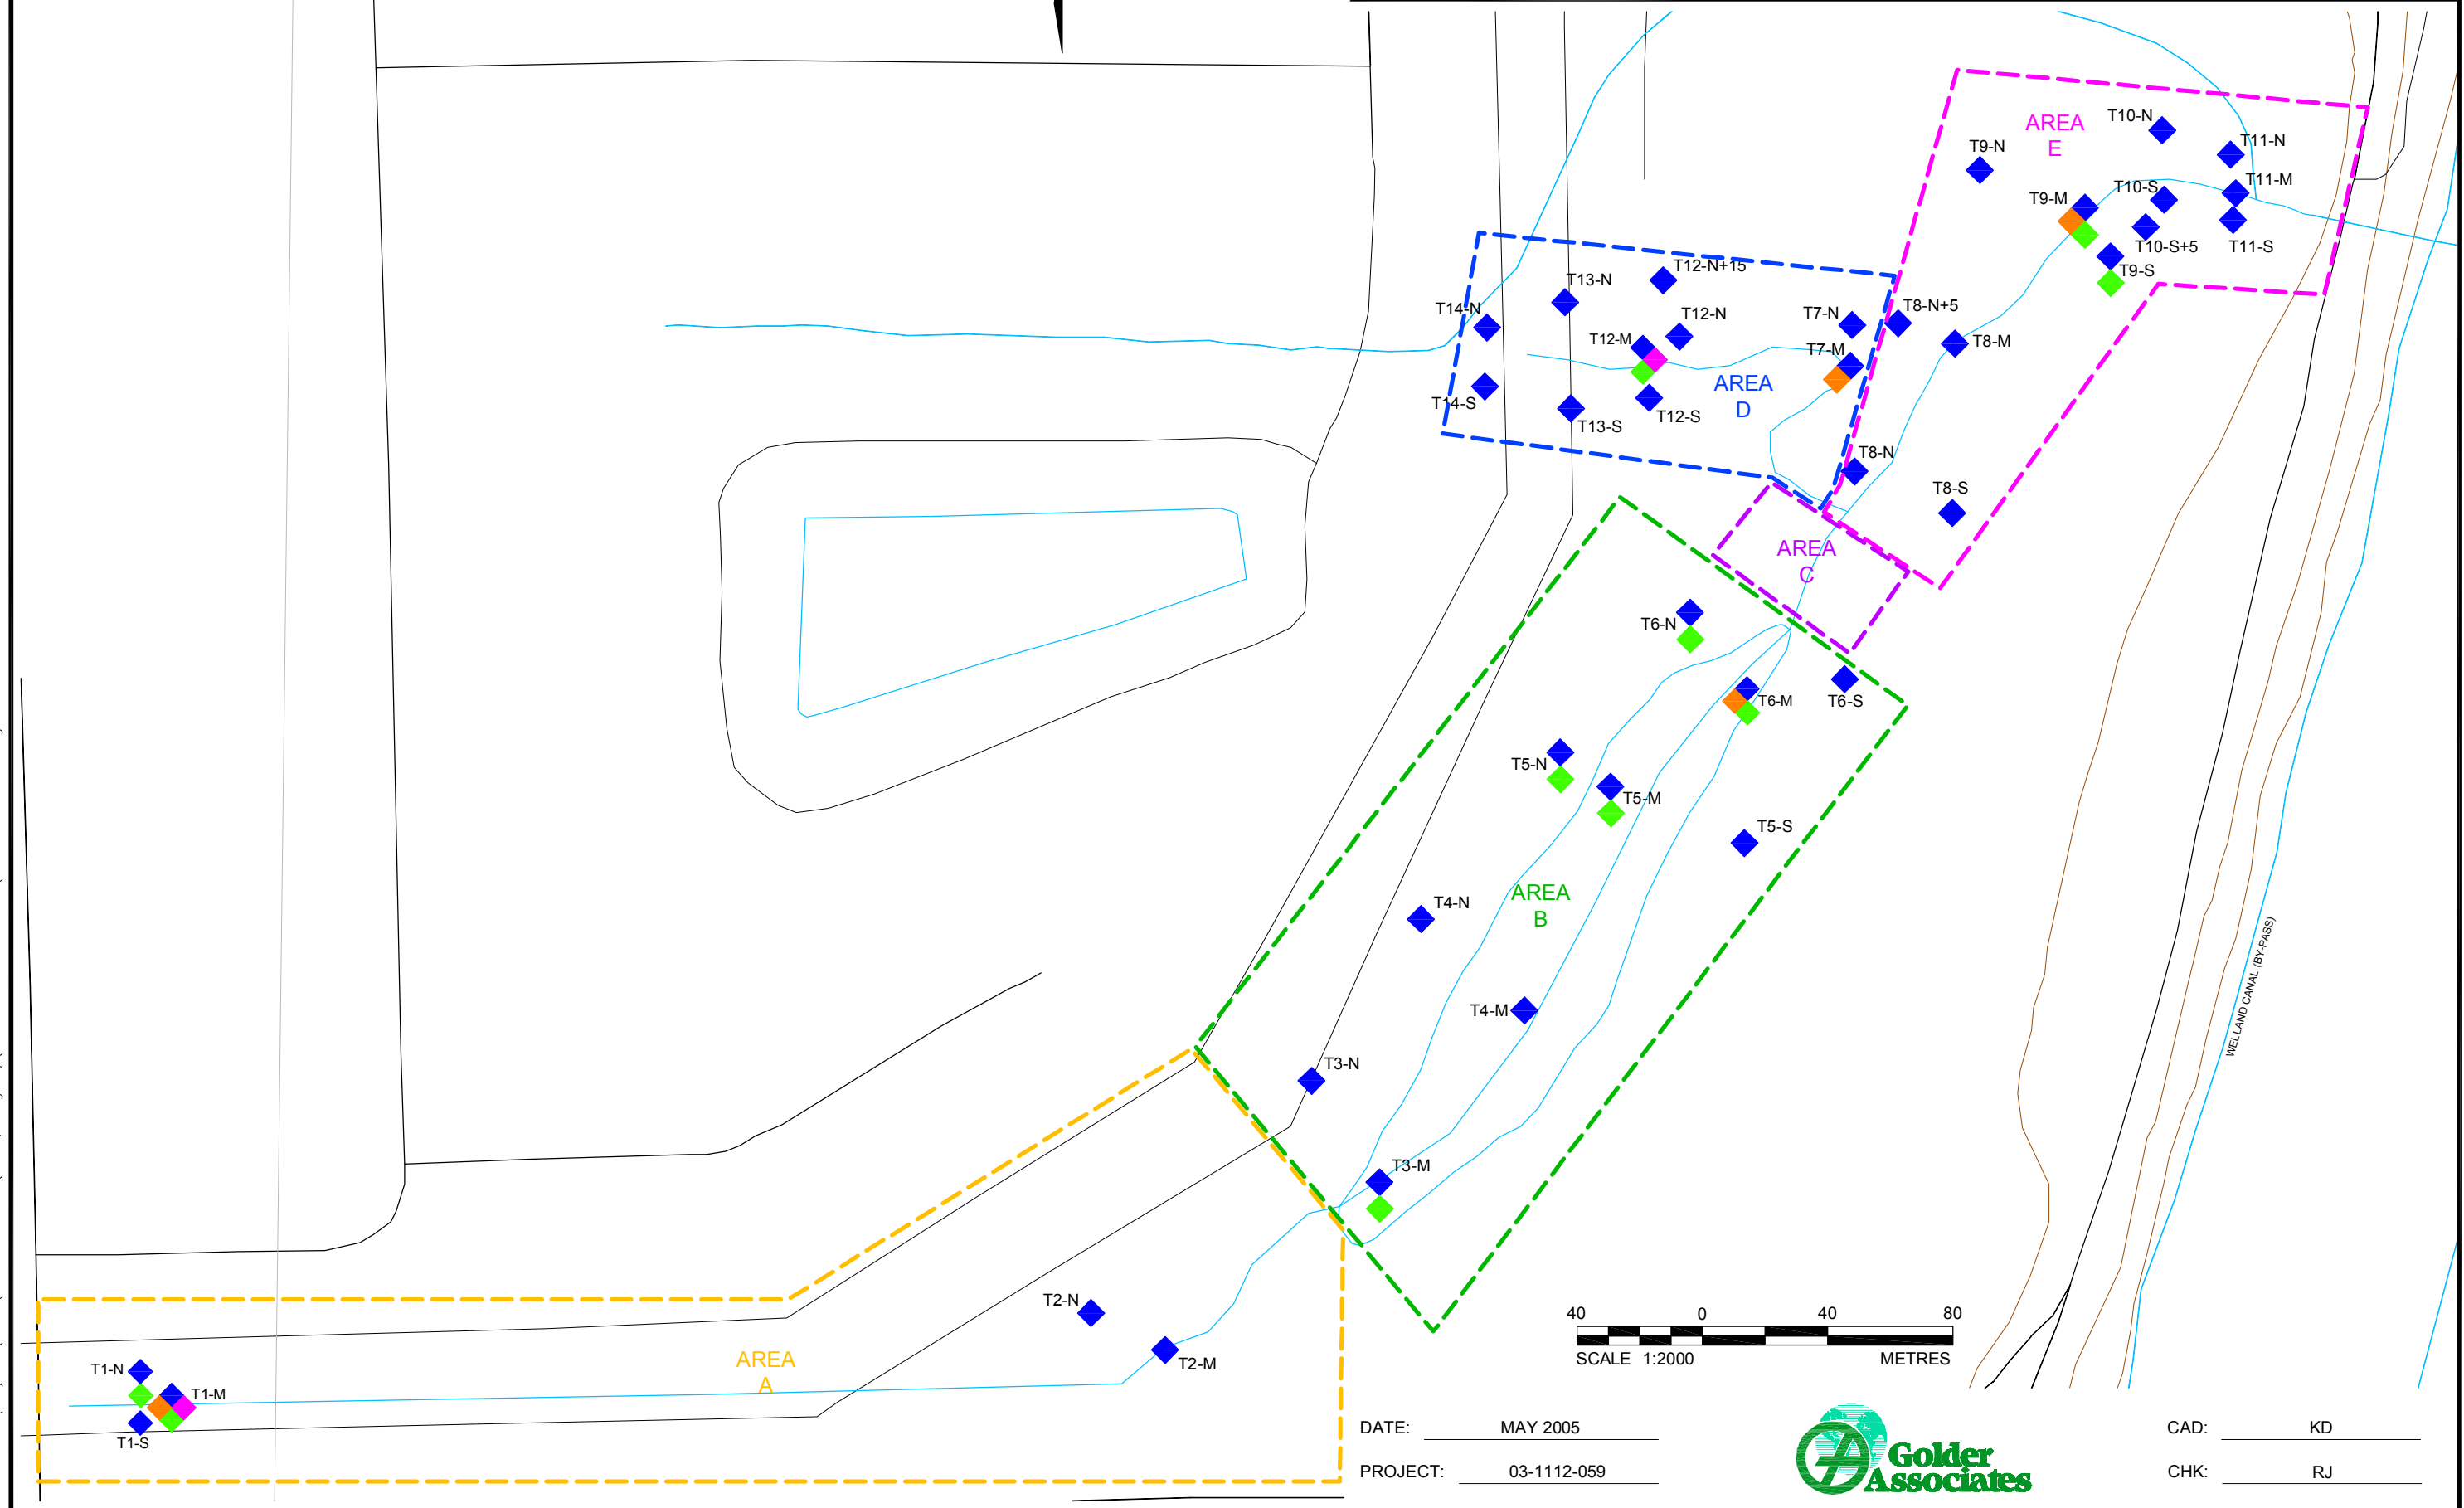 AREA
E
T10-N
T9-N
T11-N
T10-S
T11-M
T9-M
T10-S+5
T11-S
T9-S
T12-N+15
T13-N
T14-N
T12-N
T7-N
T8-N+5
T12-M
T7-M
T8-M
AREA
D
T14-S
T12-S
T13-S
T8-N
T8-S
AREA
C
T6-N
T6-M
T6-S
T5-N
T5-M
T5-S
AREA
B
T4-N
T4-M
WELLAND CANAL (BY-PASS)
T3-N
T3-M
T2-N
T2-M
AREA
A
T1-N
T1-M
T1-S
40 0 40 80
SCALE 1:2000 METRES
DATE: MAY 2005
PROJECT: 03-1112-059
Golder
Associates
CAD: KD
CHK: RJ